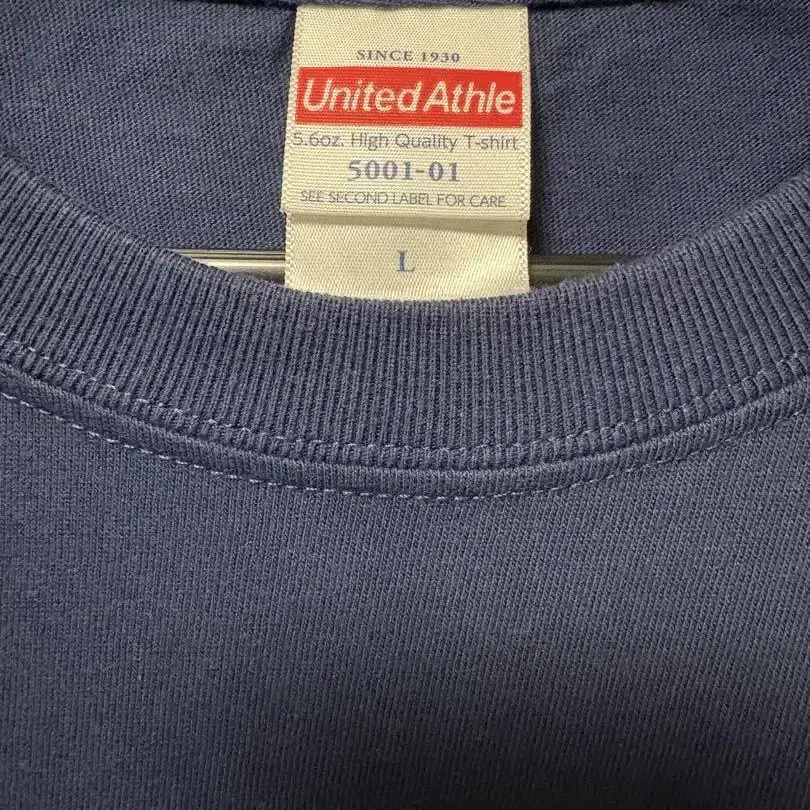 SINCE 1930
United Athle
5.6oz. High Quality T-shirt
5001-01
SEE SECOND LABEL FOR CARE
L